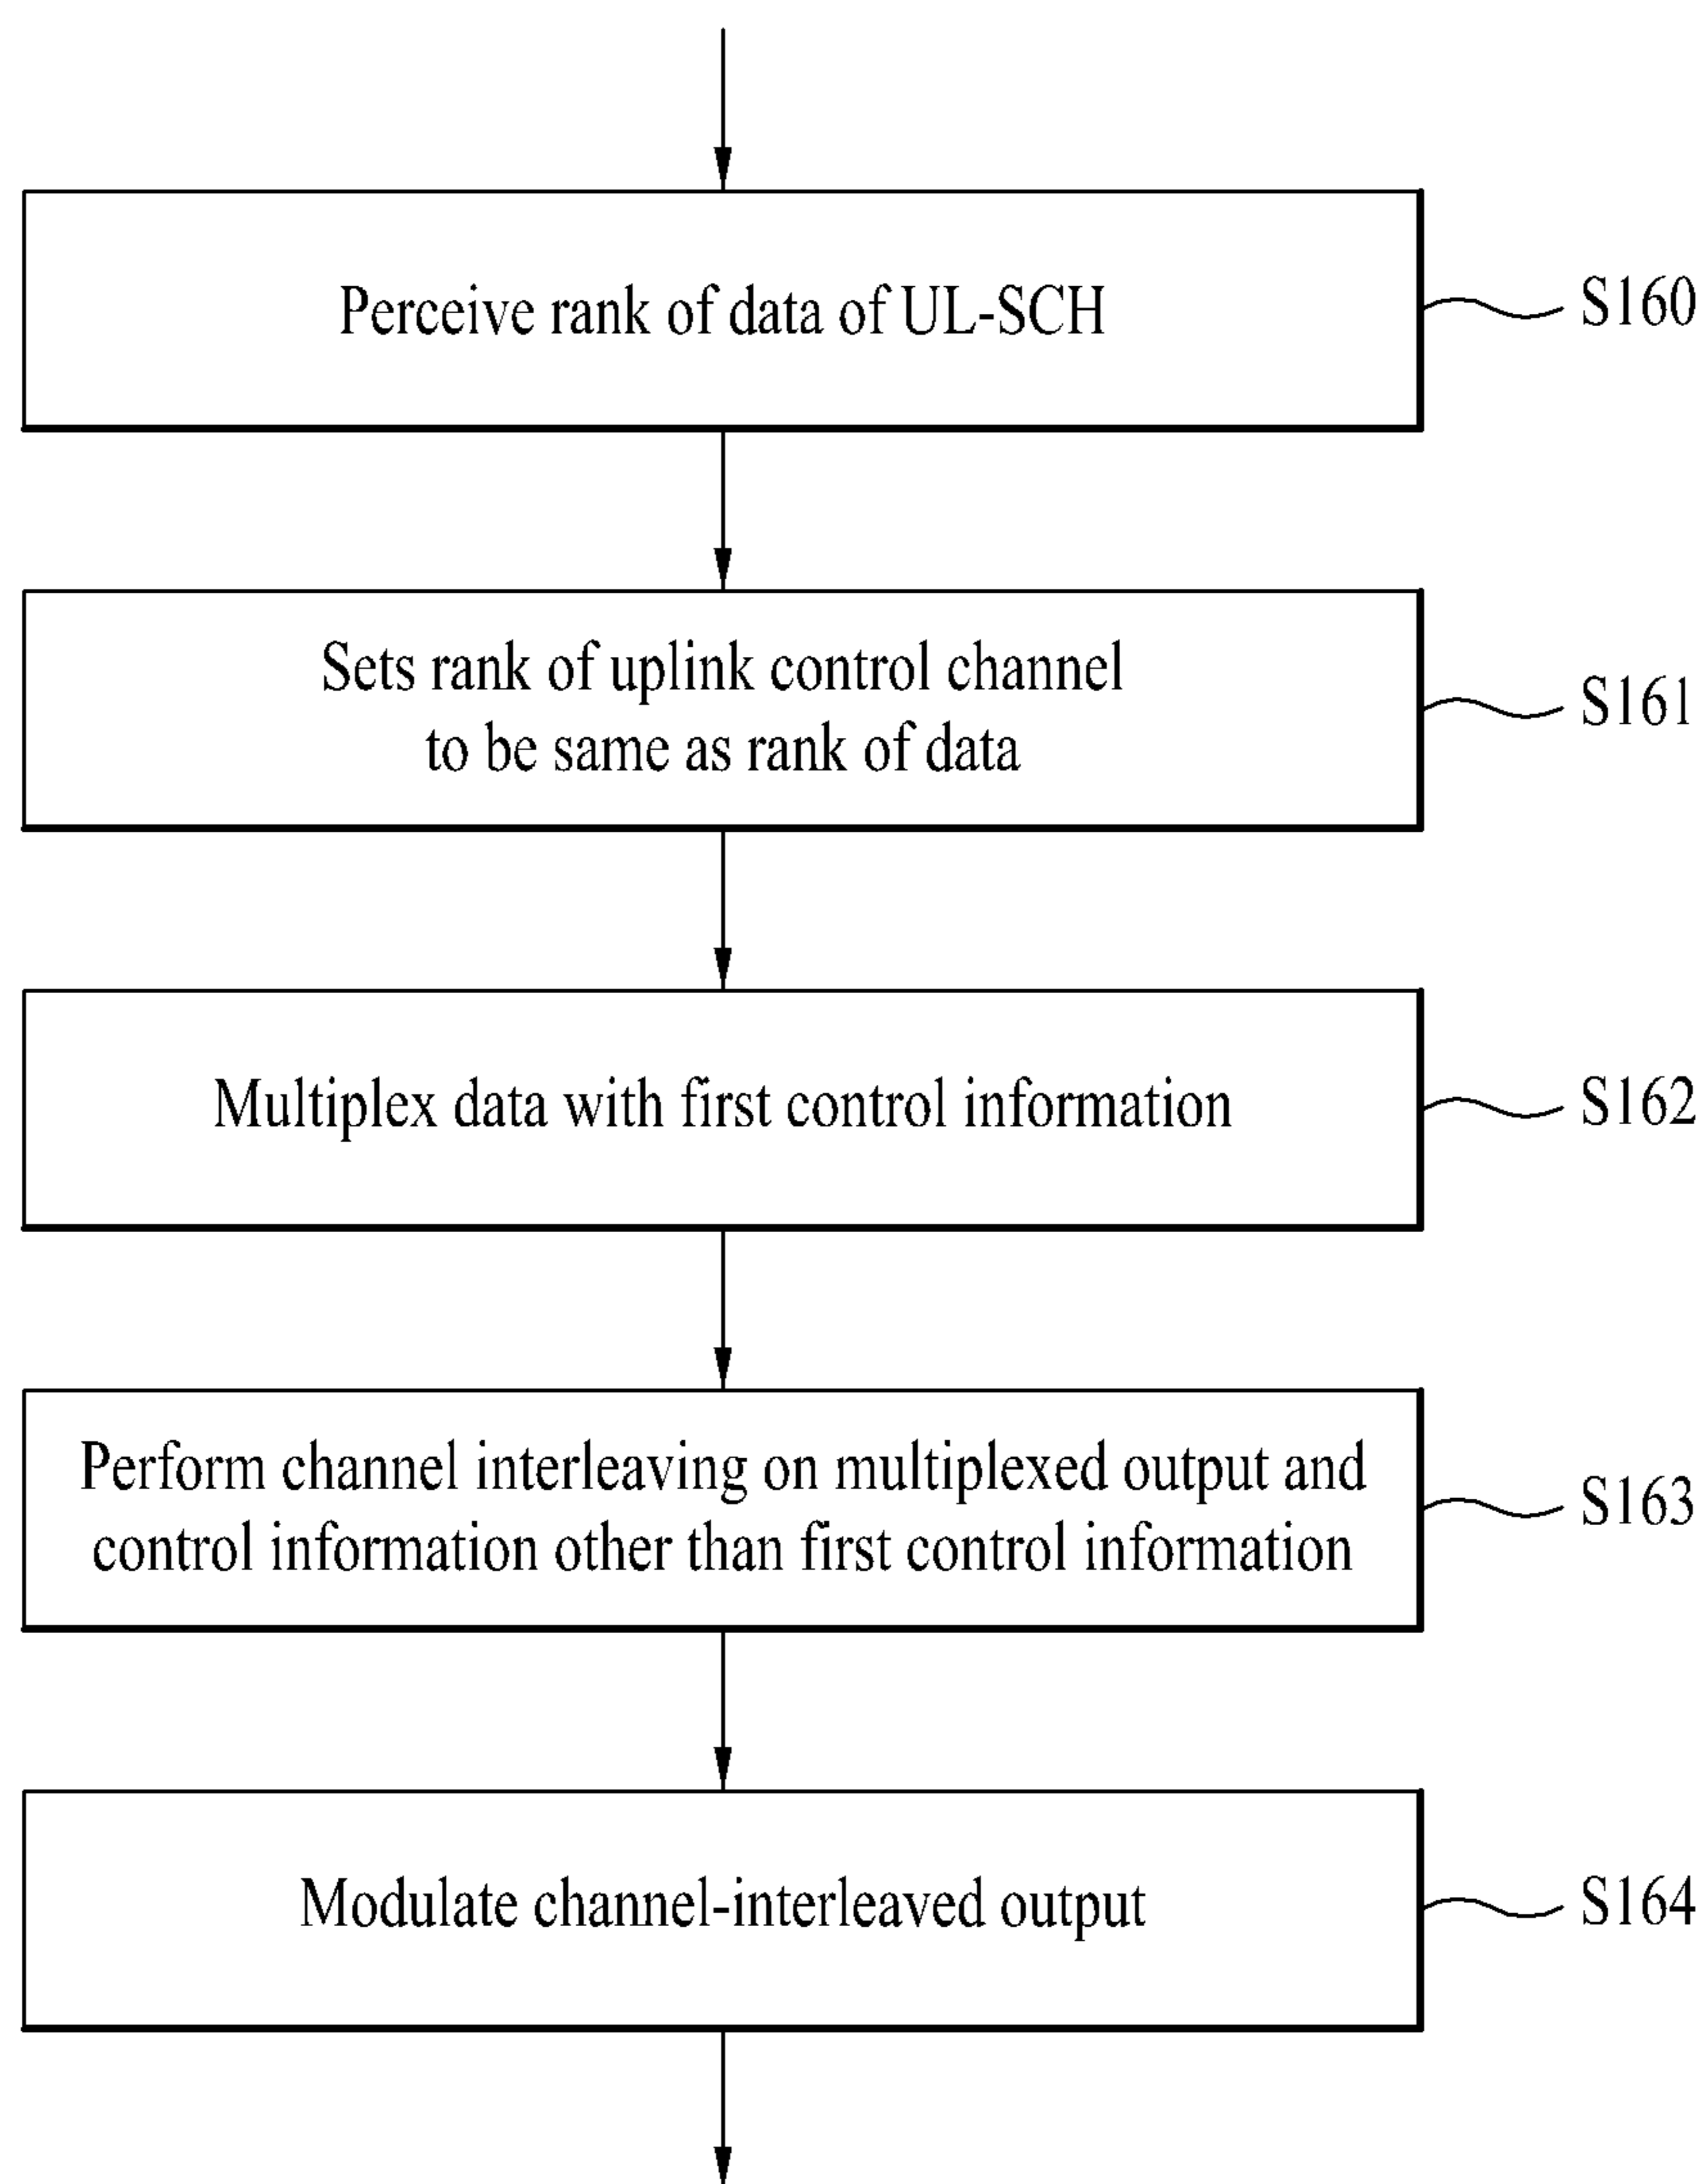 Perceive rank of data of UL-SCH
S160
Sets rank of uplink control channel
to be same as rank of data
S161
Multiplex data with first control information
S162
Perform channel interleaving on multiplexed output and
control information other than first control information
S163
Modulate channel-interleaved output
S164